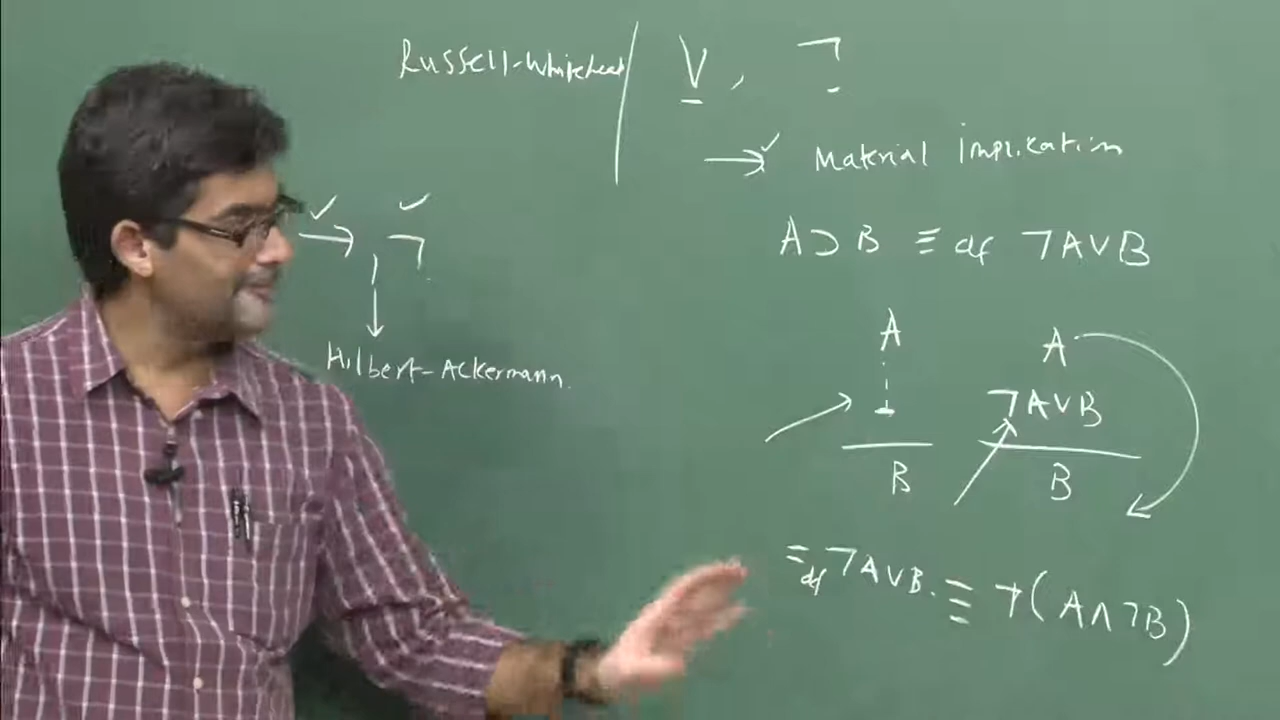 Russell-Whitehead
∨, ¬
→ ✓ Material Implication
→ ✓, ¬ ✓
Hilbert-Ackermann.
A ⊃ B ≡ df ¬A∨B
A
B
A
¬A∨B
B
≡df ¬A∨B. ≡ ¬(A∧¬B)